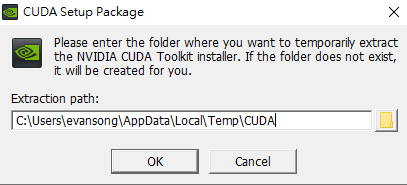 CUDA Setup Package
Please enter the folder where you want to temporarily extract
the NVIDIA CUDA Toolkit installer. If the folder does not exist,
it will be created for you.
Extraction path:
C:\Users\evansong\AppData\Local\Temp\CUDA
OK Cancel